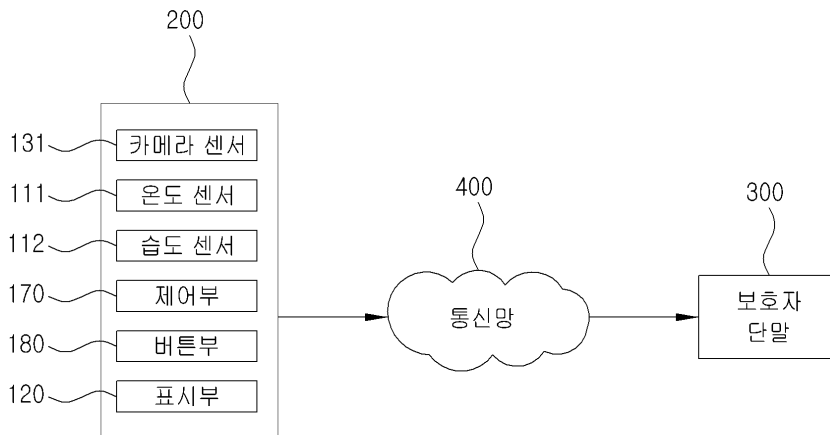 200
131 카메라 센서
111 온도 센서
112 습도 센서
170 제어부
180 버튼부
120 표시부
400
통신망
300
보호자
단말